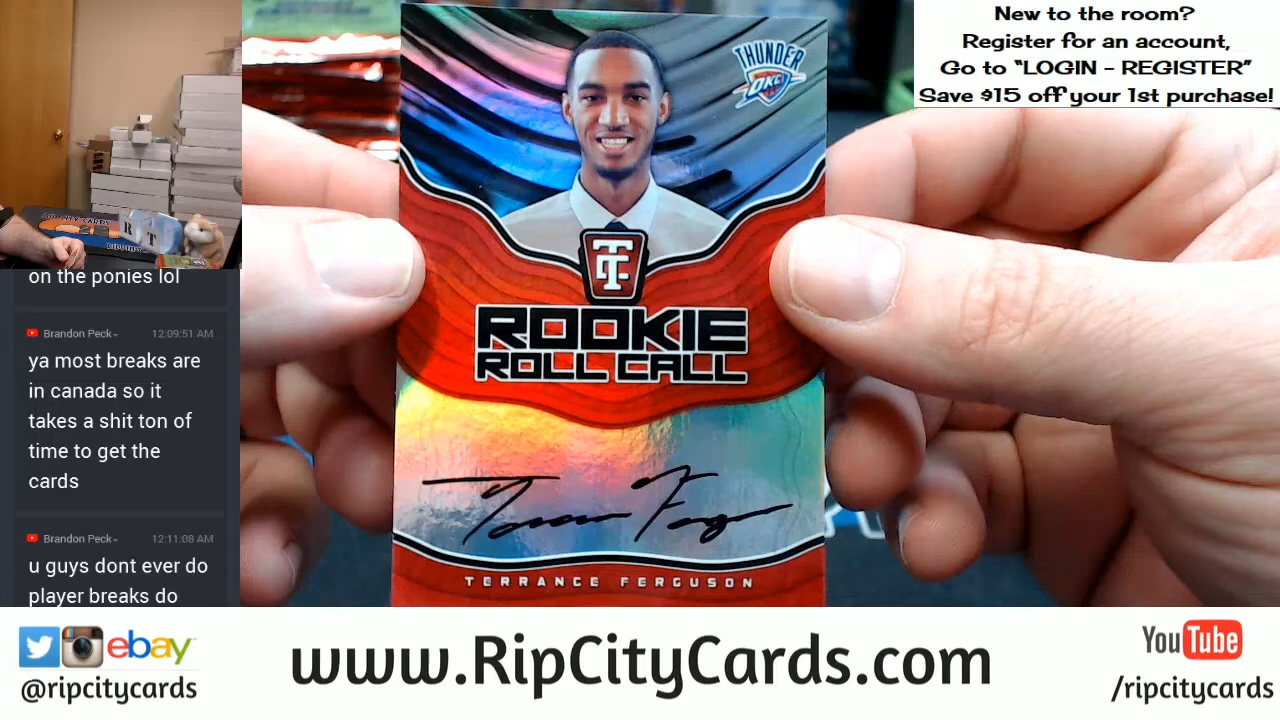 New to the room?
Register for an account,
Go to “LOGIN - REGISTER”
Save $15 off your 1st purchase!
THUNDER
OKC
TC
ROOKIE
ROLL CALL
Terrance Ferguson
TERRANCE FERGUSON
R T
on the ponies lol
Brandon Peck 12:09:51 AM
ya most breaks are
in canada so it
takes a shit ton of
time to get the
cards
Brandon Peck 12:11:08 AM
u guys dont ever do
player breaks do
ebay
@ripcitycards
www.RipCityCards.com
YouTube
/ripcitycards